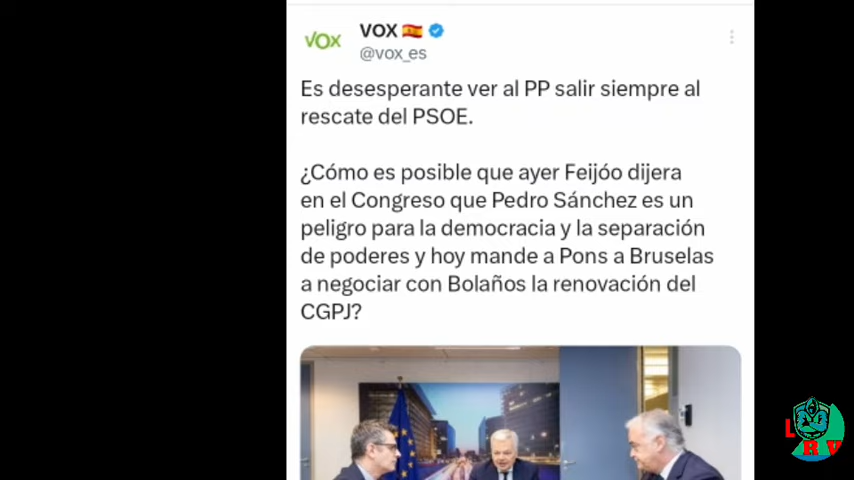 VOX
VOX 🇪🇸
@vox_es
Es desesperante ver al PP salir siempre al
rescate del PSOE.
¿Cómo es posible que ayer Feijóo dijera
en el Congreso que Pedro Sánchez es un
peligro para la democracia y la separación
de poderes y hoy mande a Pons a Bruselas
a negociar con Bolaños la renovación del
CGPJ?
L
R V